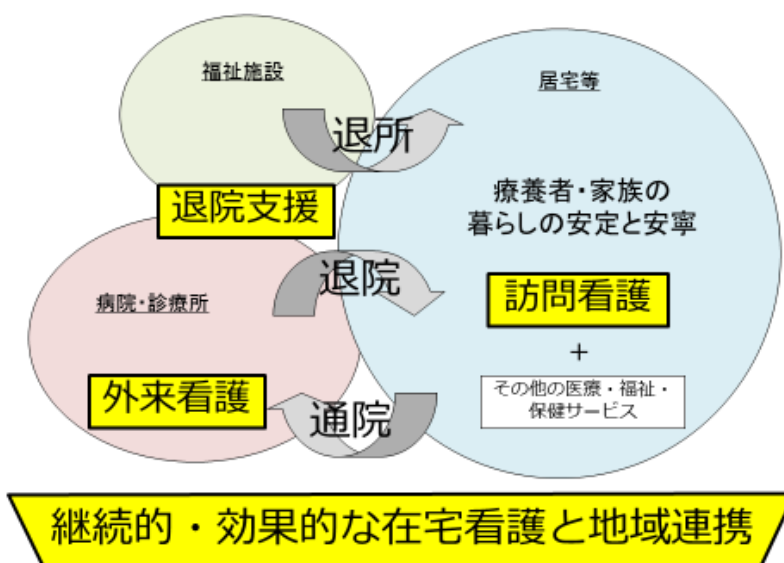 福祉施設
居宅等
退所
療養者・家族の
暮らしの安定と安寧
退院支援
退院
訪問看護
病院・診療所
+
その他の医療・福祉・
保健サービス
外来看護
通院
継続的・効果的な在宅看護と地域連携